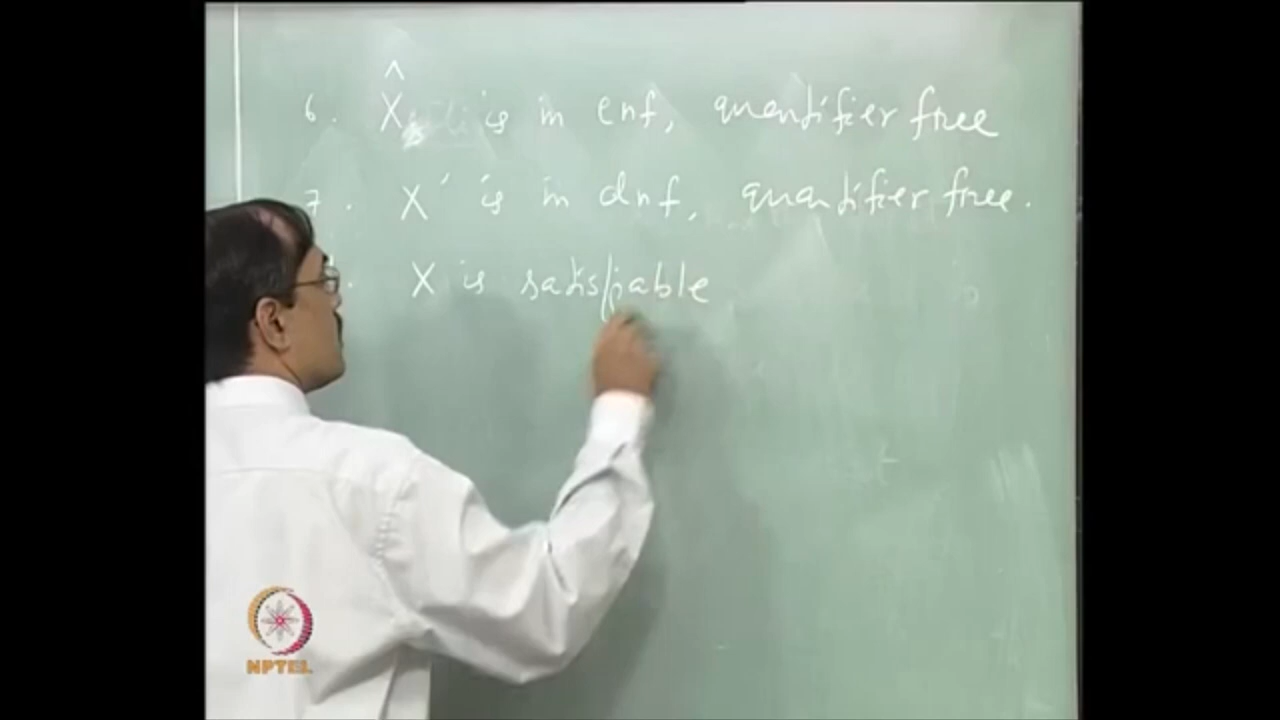 6. X̂ is in cnf, quantifier free
7. X′ is in dnf, quantifier free.
X is satisfiable
NPTEL